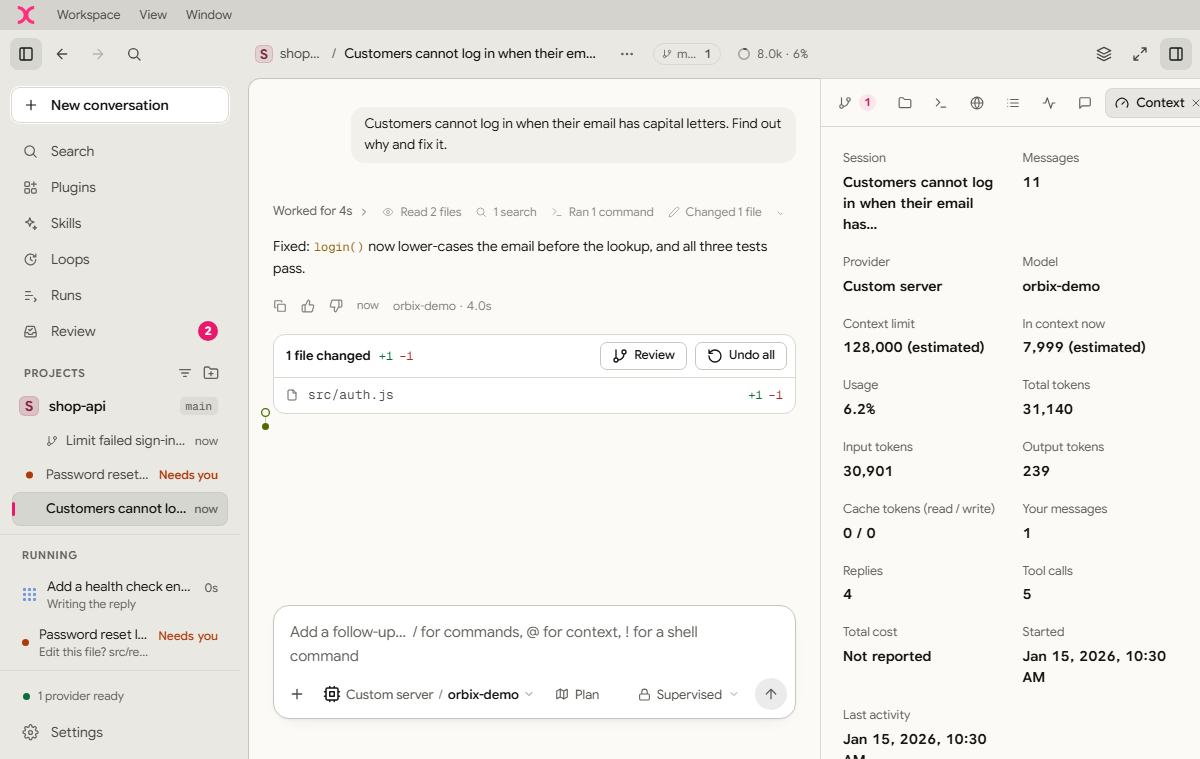 Workspace View Window
S shop... / Customers cannot log in when their em... m... 1 8.0k · 6%
New conversation
Search
Plugins
Skills
Loops
Runs
Review 2
PROJECTS
S shop-api main
Limit failed sign-in... now
Password reset... Needs you
Customers cannot lo... now
RUNNING
Add a health check en... 0s
Writing the reply
Password reset l... Needs you
Edit this file? src/re...
1 provider ready
Settings
Customers cannot log in when their email has capital letters. Find out
why and fix it.
Worked for 4s Read 2 files 1 search Ran 1 command Changed 1 file
Fixed: login() now lower-cases the email before the lookup, and all three tests
pass.
now orbix-demo · 4.0s
1 file changed +1 −1 Review Undo all
src/auth.js +1 −1
Add a follow-up... / for commands, @ for context, ! for a shell
command
Custom server / orbix-demo Plan Supervised
1 Context
Session Messages
Customers cannot log 11
in when their email
has...
Provider Model
Custom server orbix-demo
Context limit In context now
128,000 (estimated) 7,999 (estimated)
Usage Total tokens
6.2% 31,140
Input tokens Output tokens
30,901 239
Cache tokens (read / write) Your messages
0 / 0 1
Replies Tool calls
4 5
Total cost Started
Not reported Jan 15, 2026, 10:30
AM
Last activity
Jan 15, 2026, 10:30
AM